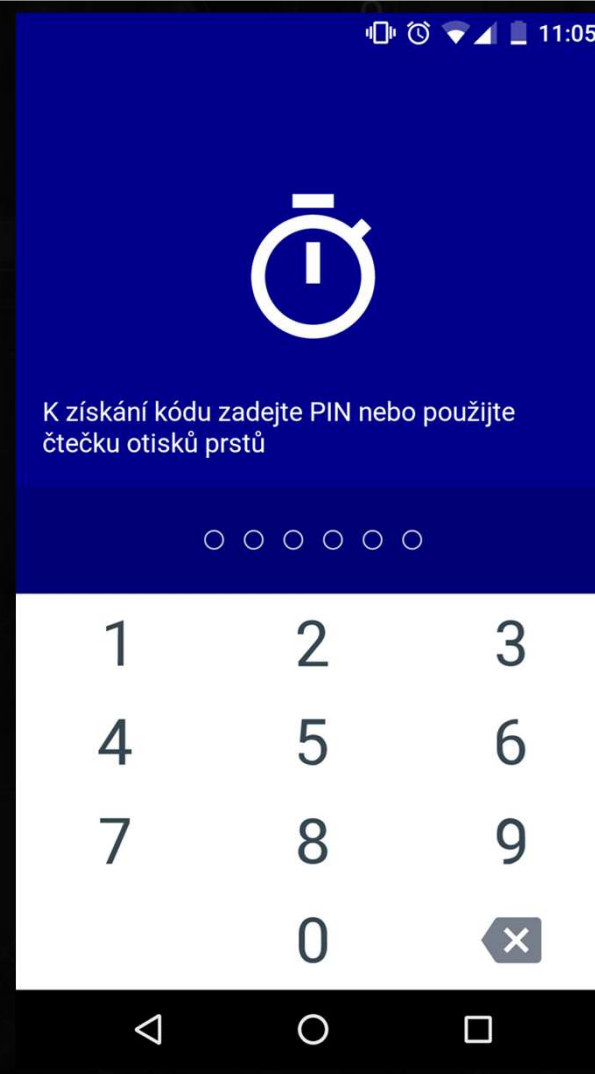 11:05
K získání kódu zadejte PIN nebo použijte
čtečku otisků prstů
1 2 3
4 5 6
7 8 9
0